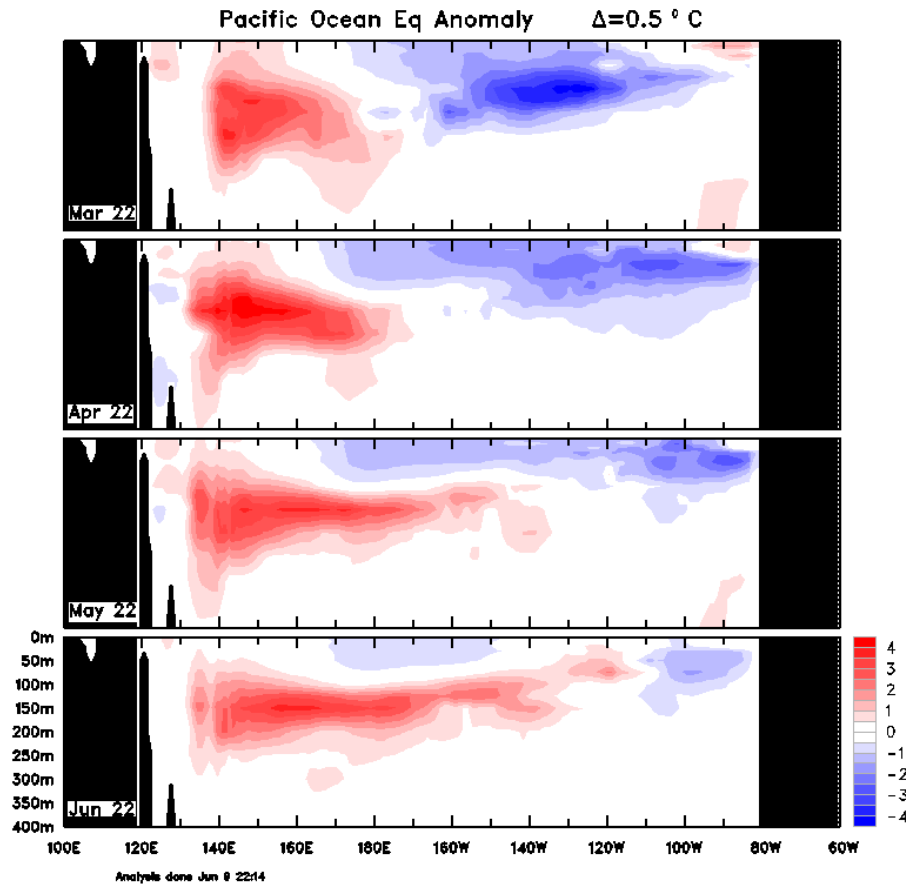 Pacific Ocean Eq Anomaly Δ=0.5 ° C
Mar 22
Apr 22
May 22
0m
50m
100m
150m
200m
250m
300m
350m
400m
Jun 22
4
3
2
1
0
-1
-2
-3
-4
100E 120E 140E 160E 180E 160W 140W 120W 100W 80W 60W
Analysis done Jun 9 22:14